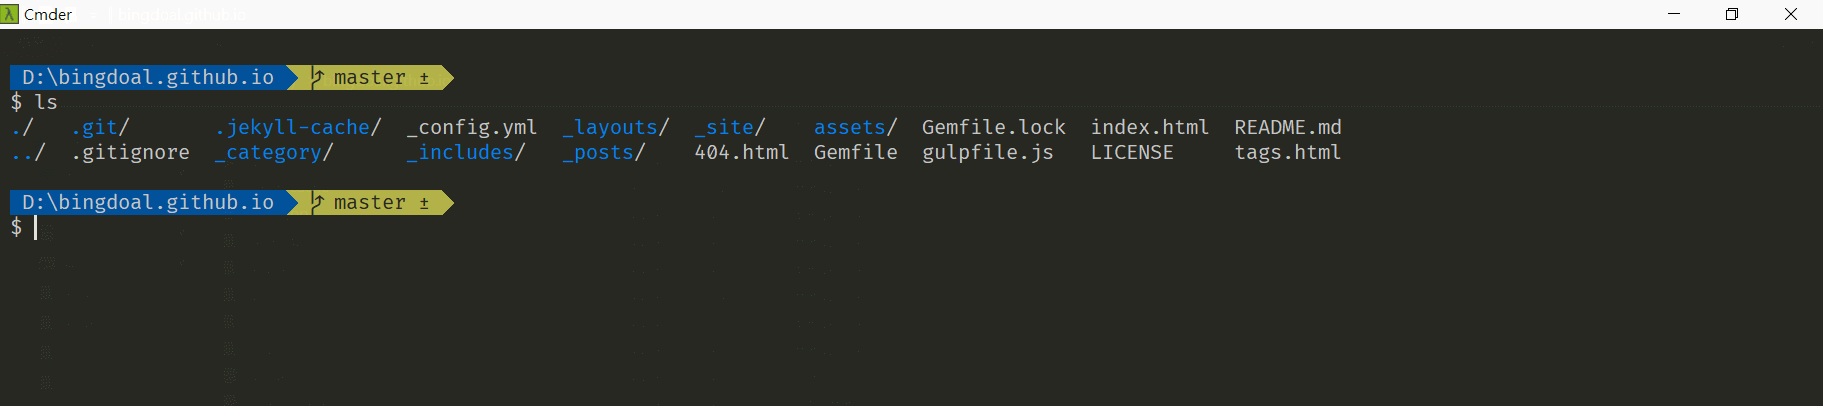 Cmder
D:\bingdoal.github.io master ±
$ ls
./ .git/ .jekyll-cache/ _config.yml _layouts/ _site/ assets/ Gemfile.lock index.html README.md
../ .gitignore _category/ _includes/ _posts/ 404.html Gemfile gulpfile.js LICENSE tags.html
D:\bingdoal.github.io master ±
$